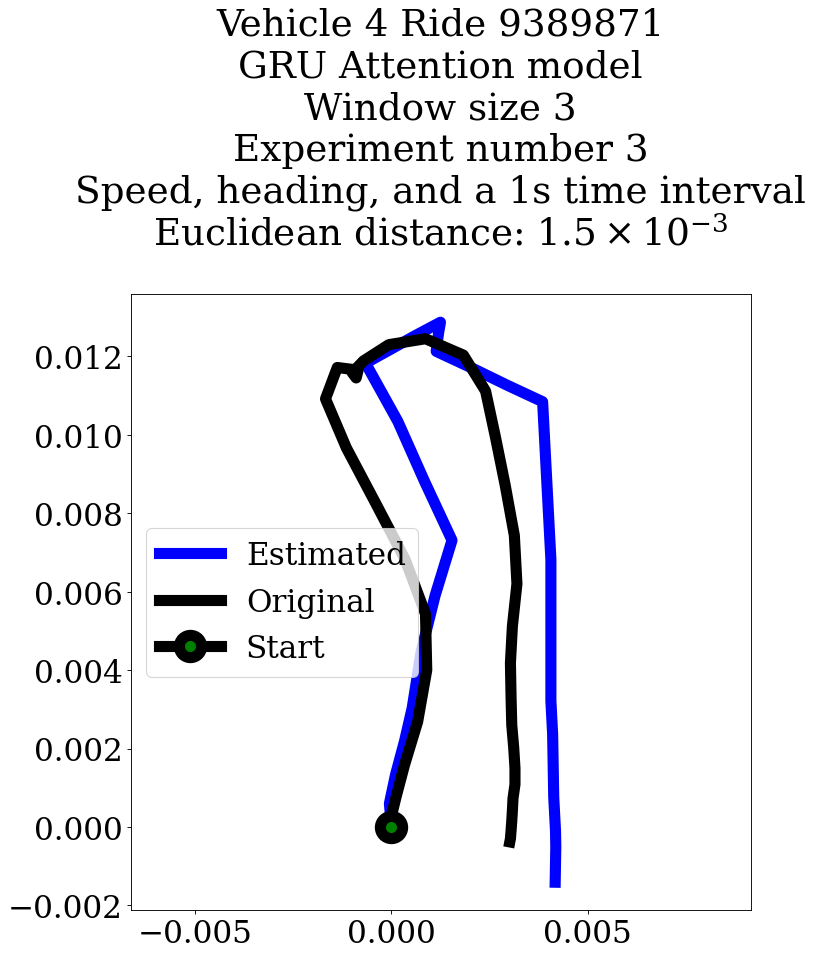 Vehicle 4 Ride 9389871
GRU Attention model
Window size 3
Experiment number 3
Speed, heading, and a 1s time interval
Euclidean distance: 1.5 × 10⁻³
0.012
0.010
0.008
0.006
0.004
0.002
0.000
−0.002
Estimated
Original
Start
−0.005
0.000
0.005